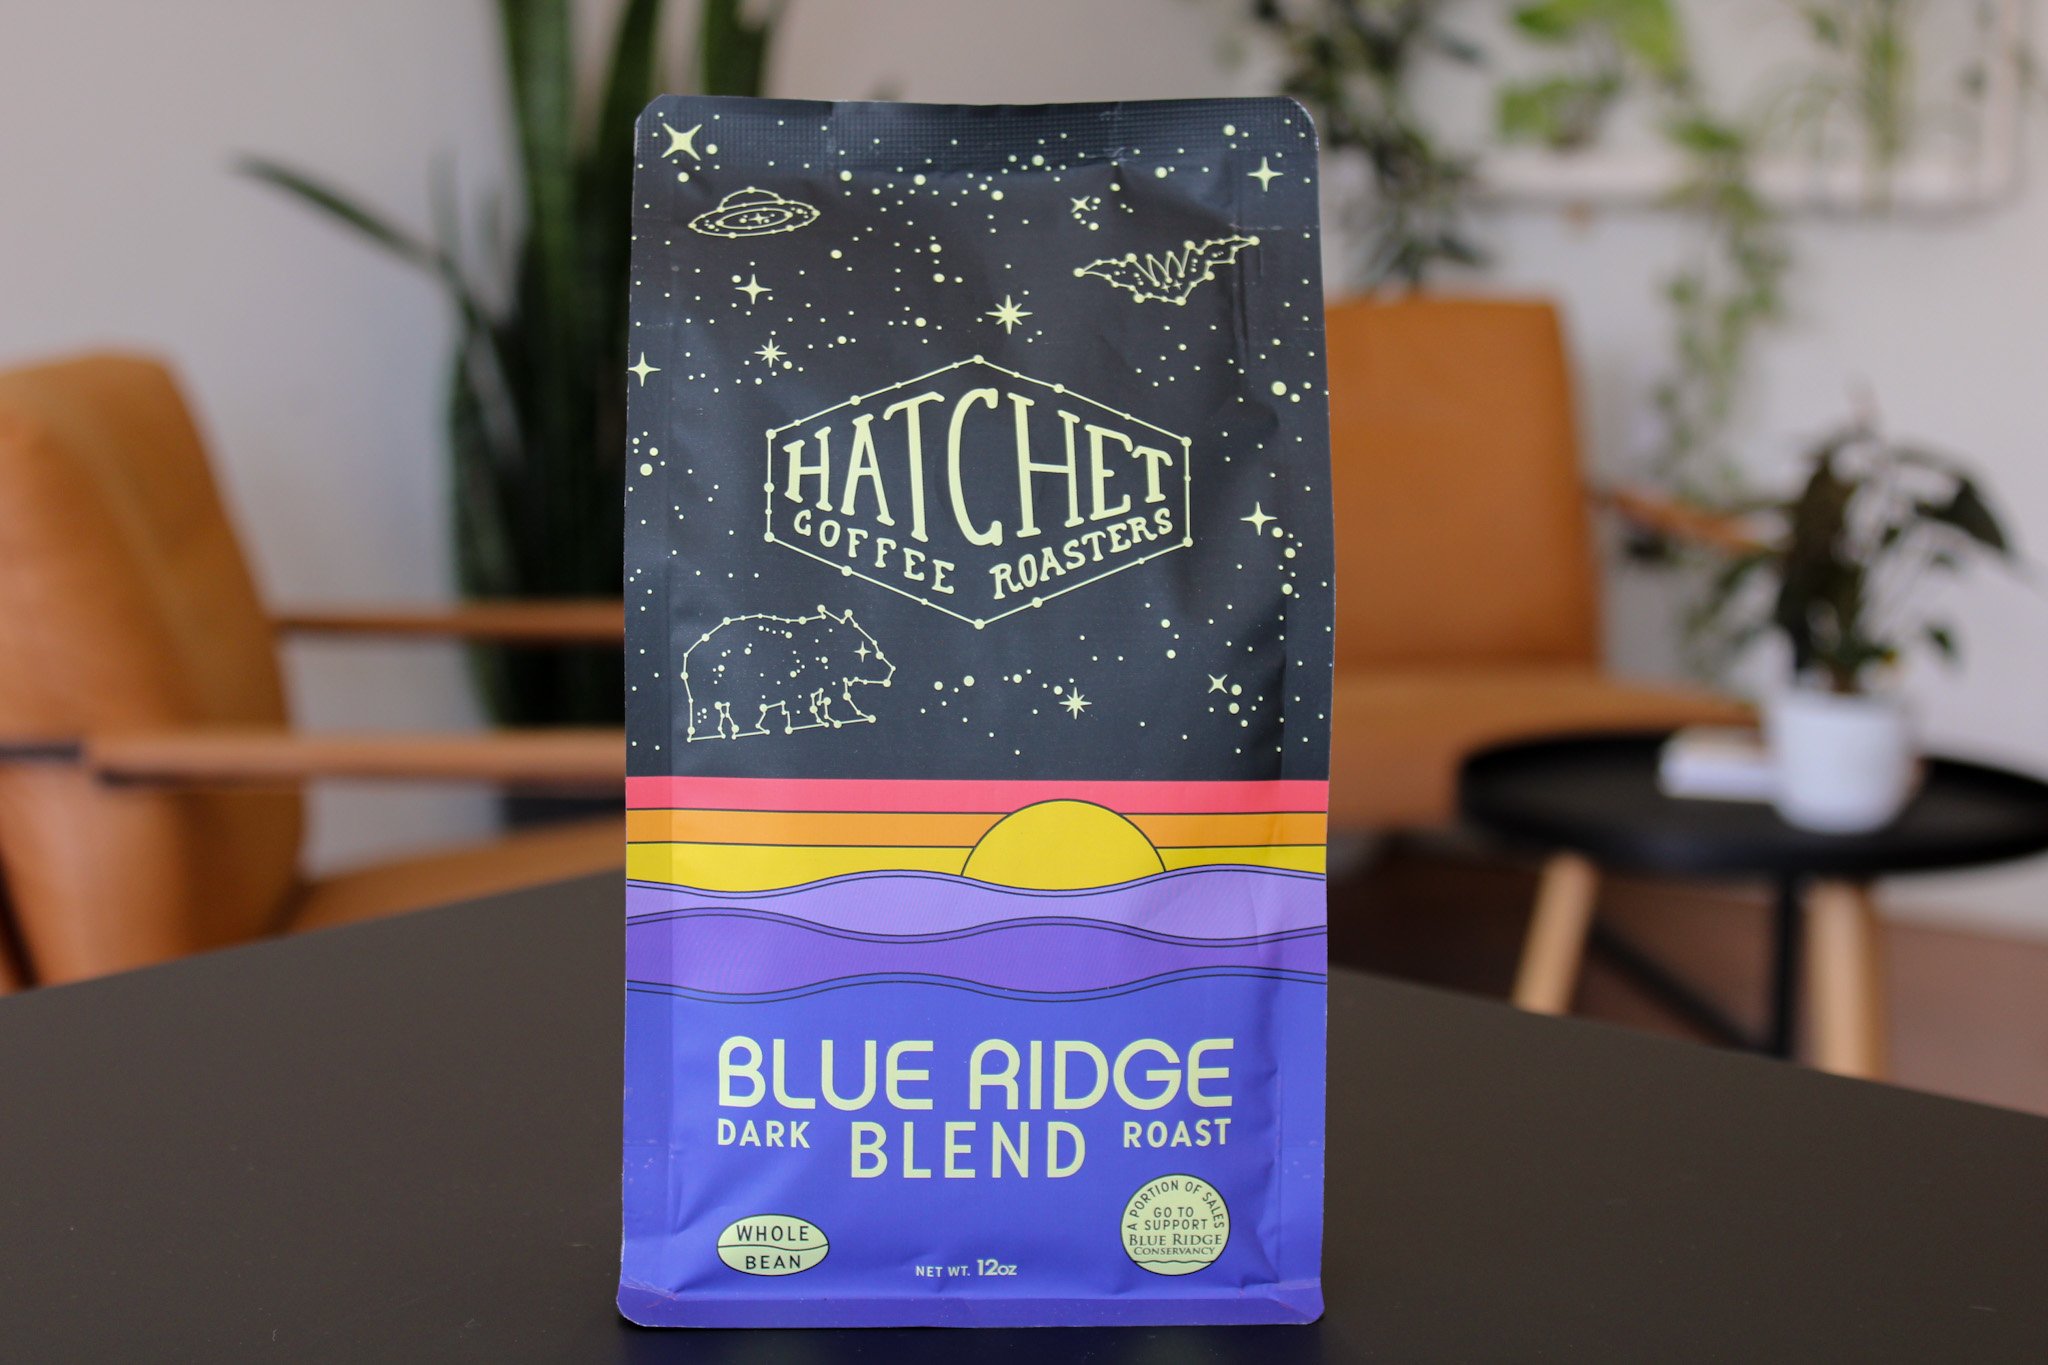 HATCHET
COFFEE ROASTERS
BLUE RIDGE
DARK BLEND ROAST
WHOLE
BEAN
NET WT. 12oz
A PORTION OF SALES
GO TO
SUPPORT
BLUE RIDGE
CONSERVANCY